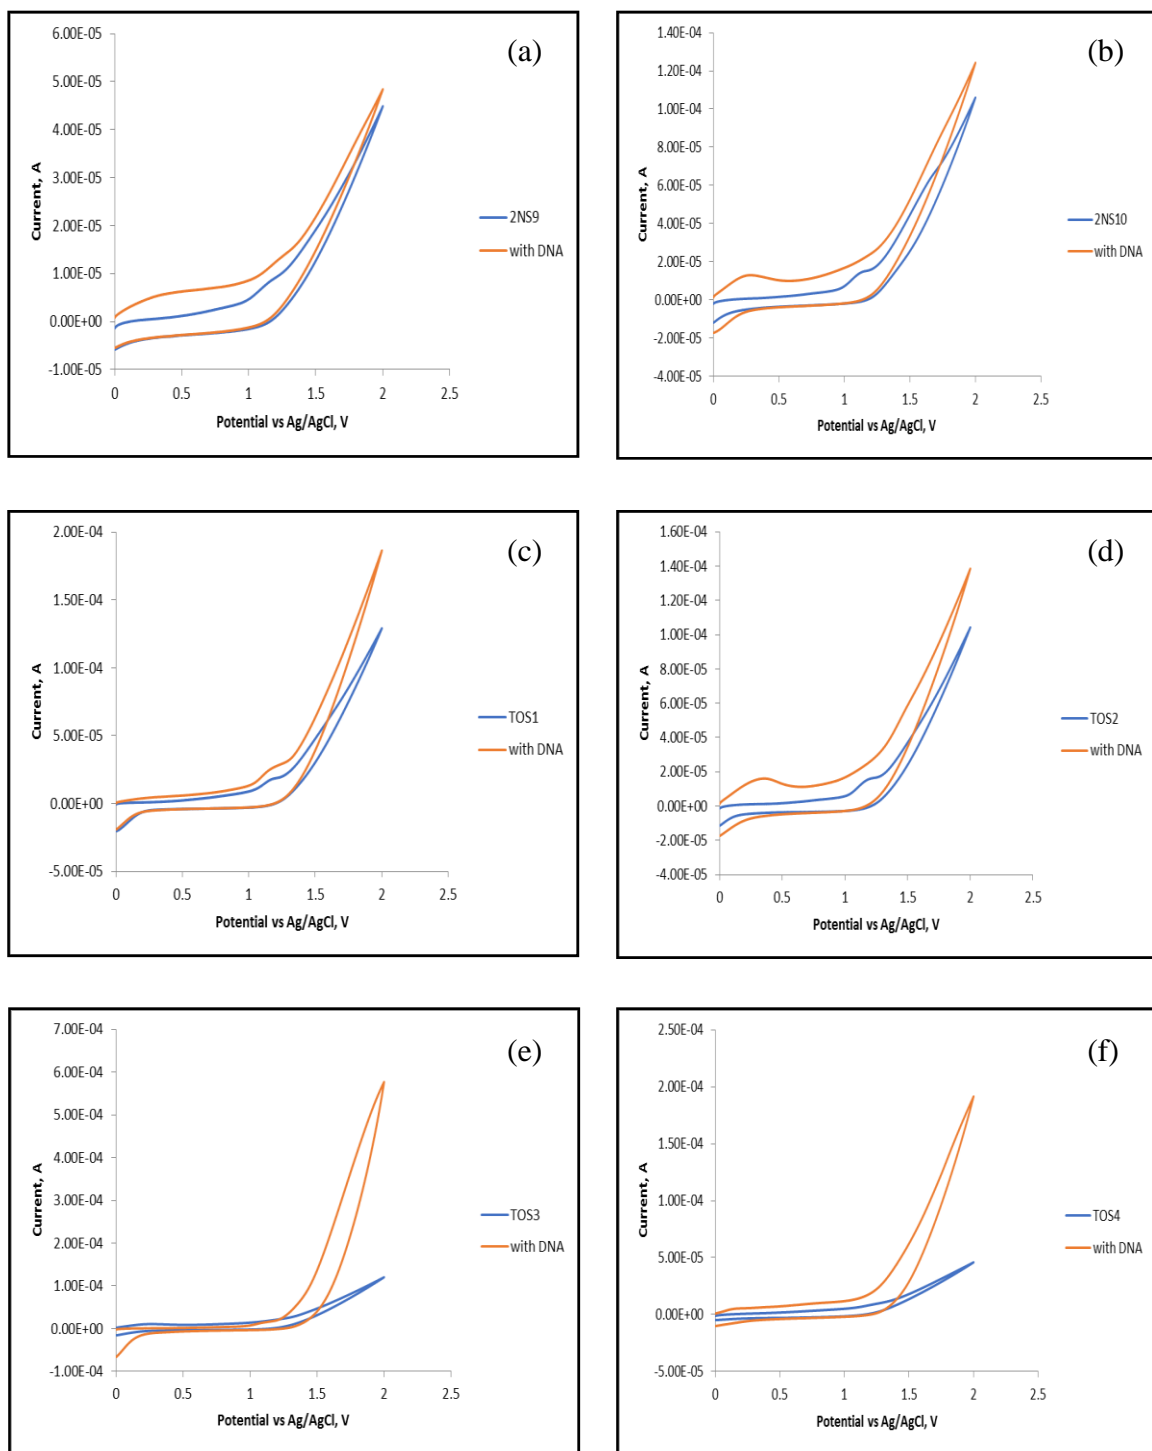 (a)
6.00E-05
5.00E-05
4.00E-05
3.00E-05
2.00E-05
1.00E-05
0.00E+00
-1.00E-05
0 0.5 1 1.5 2 2.5
Current, A
Potential vs Ag/AgCl, V
2NS9
with DNA
(b)
1.40E-04
1.20E-04
1.00E-04
8.00E-05
6.00E-05
4.00E-05
2.00E-05
0.00E+00
-2.00E-05
-4.00E-05
0 0.5 1 1.5 2 2.5
Current, A
Potential vs Ag/AgCl, V
2NS10
with DNA
(c)
2.00E-04
1.50E-04
1.00E-04
5.00E-05
0.00E+00
-5.00E-05
0 0.5 1 1.5 2 2.5
Current, A
Potential vs Ag/AgCl, V
TOS1
with DNA
(d)
1.60E-04
1.40E-04
1.20E-04
1.00E-04
8.00E-05
6.00E-05
4.00E-05
2.00E-05
0.00E+00
-2.00E-05
-4.00E-05
0 0.5 1 1.5 2 2.5
Current, A
Potential vs Ag/AgCl, V
TOS2
with DNA
(e)
7.00E-04
6.00E-04
5.00E-04
4.00E-04
3.00E-04
2.00E-04
1.00E-04
0.00E+00
-1.00E-04
0 0.5 1 1.5 2 2.5
Current, A
Potential vs Ag/AgCl, V
TOS3
with DNA
(f)
2.50E-04
2.00E-04
1.50E-04
1.00E-04
5.00E-05
0.00E+00
-5.00E-05
0 0.5 1 1.5 2 2.5
Current, A
Potential vs Ag/AgCl, V
TOS4
with DNA